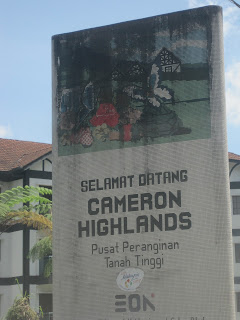 SELAMAT DATANG
CAMERON
HIGHLANDS
Pusat Peranginan
Tanah Tinggi
EON